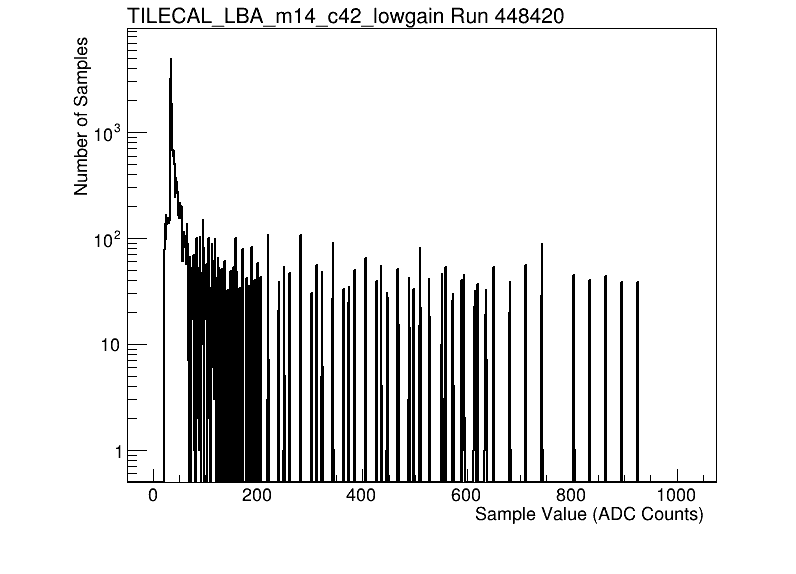 TILECAL_LBA_m14_c42_lowgain Run 448420
Number of Samples
10³
10²
10
1
0 200 400 600 800 1000
Sample Value (ADC Counts)